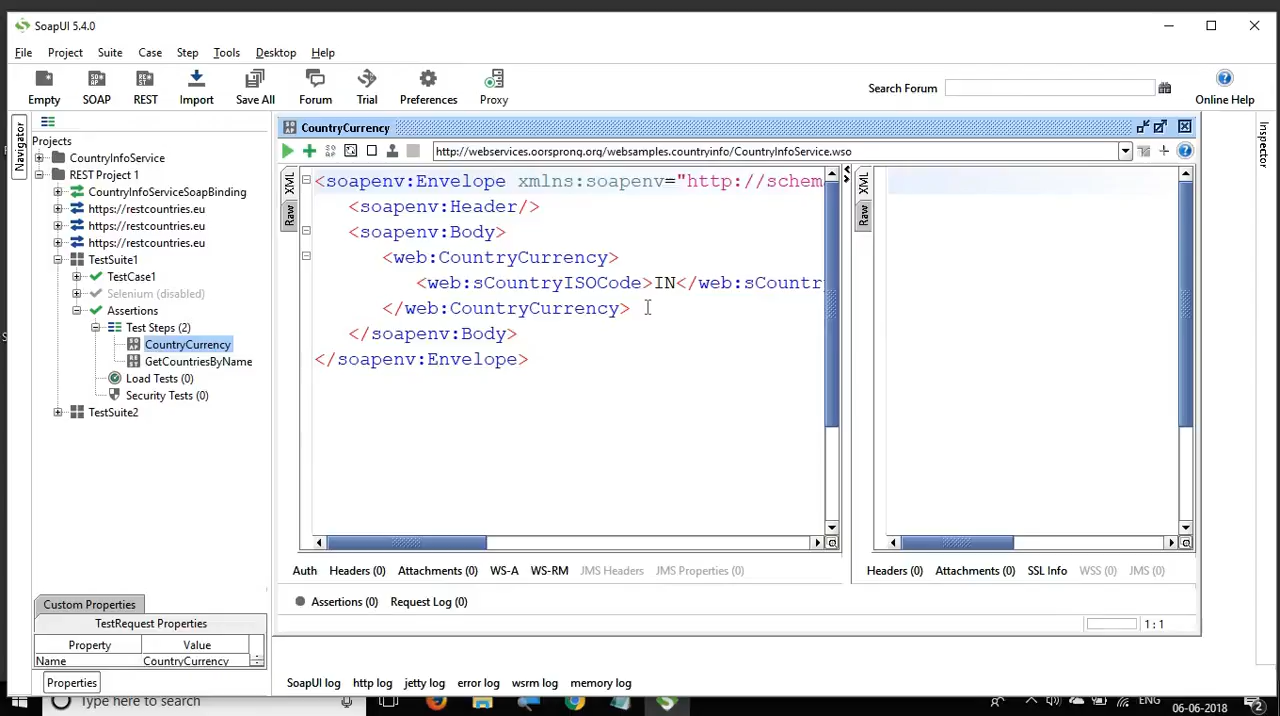 SoapUI 5.4.0
File Project Suite Case Step Tools Desktop Help
Empty SOAP REST Import Save All Forum Trial Preferences Proxy
Search Forum
Online Help
Navigator
Projects
CountryInfoService
REST Project 1
CountryInfoServiceSoapBinding
https://restcountries.eu
https://restcountries.eu
https://restcountries.eu
TestSuite1
TestCase1
Selenium (disabled)
Assertions
Test Steps (2)
CountryCurrency
GetCountriesByName
Load Tests (0)
Security Tests (0)
TestSuite2
Custom Properties
TestRequest Properties
Property Value
Name CountryCurrency
Properties
CountryCurrency
http://webservices.oorsprong.org/websamples.countryinfo/CountryInfoService.wso
XML
Raw
<soapenv:Envelope xmlns:soapenv="http://schem
<soapenv:Header/>
<soapenv:Body>
<web:CountryCurrency>
<web:sCountryISOCode>IN</web:sCountr
</web:CountryCurrency>
</soapenv:Body>
</soapenv:Envelope>
XML
Raw
Auth Headers (0) Attachments (0) WS-A WS-RM JMS Headers JMS Properties (0)
Headers (0) Attachments (0) SSL Info WSS (0) JMS (0)
Assertions (0) Request Log (0)
1:1
Inspector
SoapUI log http log jetty log error log wsrm log memory log
Type here to search
ENG
06-06-2018
2